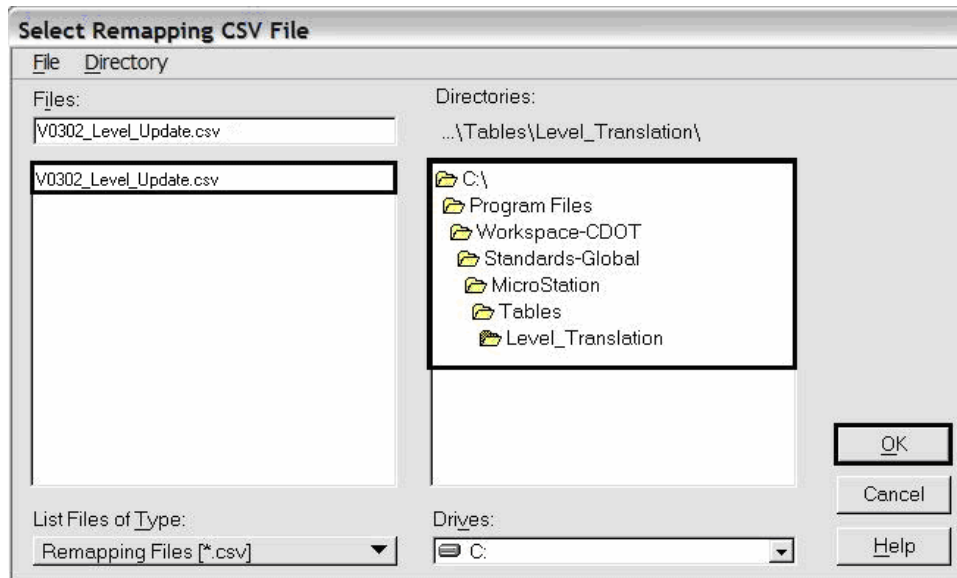 Select Remapping CSV File
File Directory
Files:
V0302_Level_Update.csv
V0302_Level_Update.csv
List Files of Type:
Remapping Files [*.csv]
Directories:
...\Tables\Level_Translation\
C:\
Program Files
Workspace-CDOT
Standards-Global
MicroStation
Tables
Level_Translation
Drives:
C:
OK
Cancel
Help